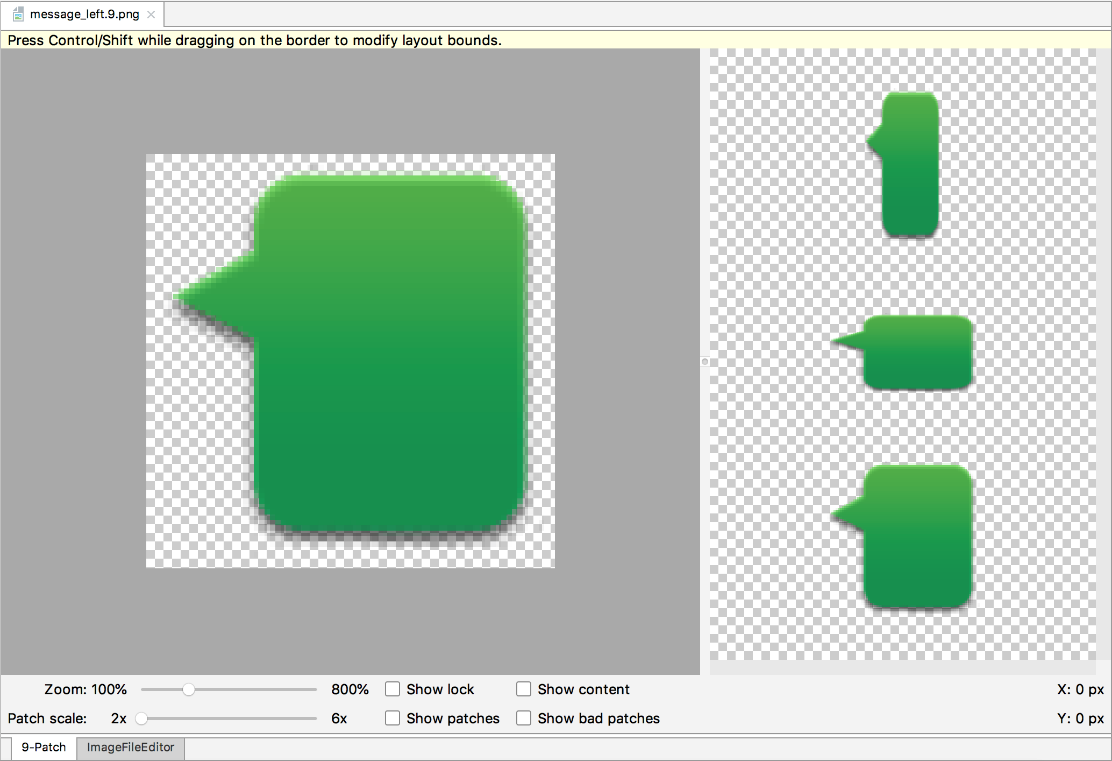 message_left.9.png
Press Control/Shift while dragging on the border to modify layout bounds.
Zoom: 100% 800% Show lock Show content X: 0 px
Patch scale: 2x 6x Show patches Show bad patches Y: 0 px
9-Patch ImageFileEditor